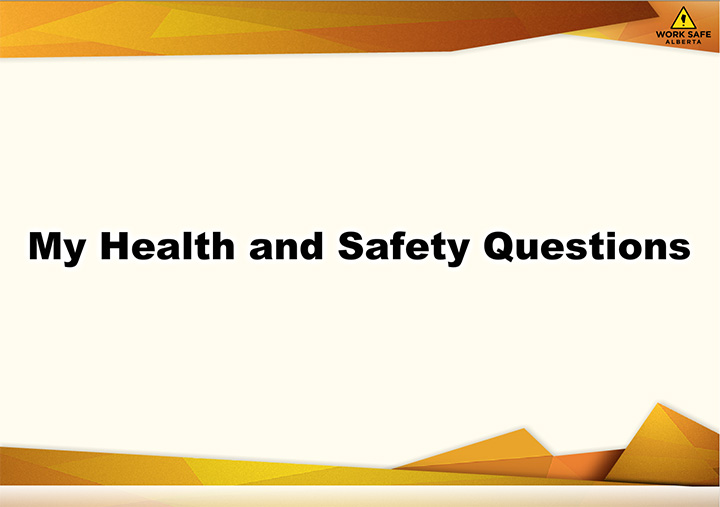 WORK SAFE
ALBERTA
My Health and Safety Questions